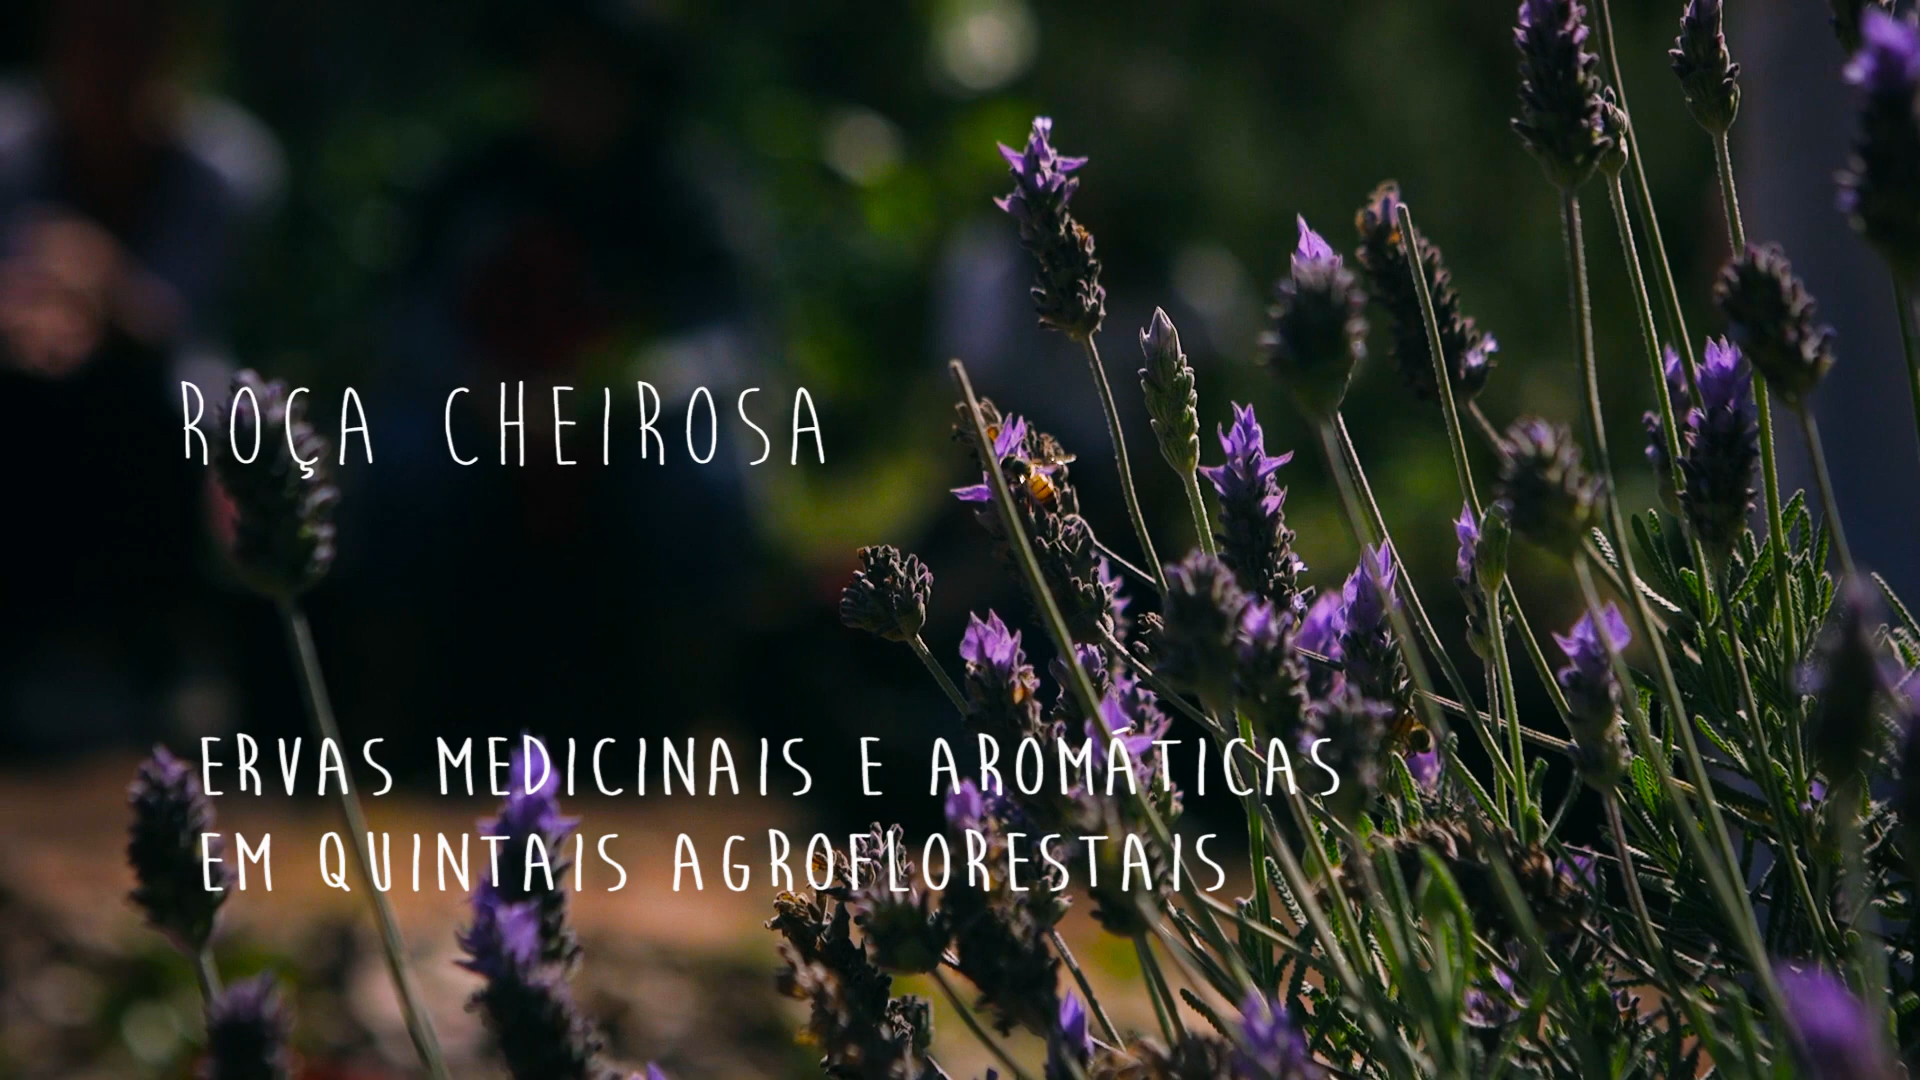 ROÇA CHEIROSA
ERVAS MEDICINAIS E AROMÁTICAS
EM QUINTAIS AGROFLORESTAIS